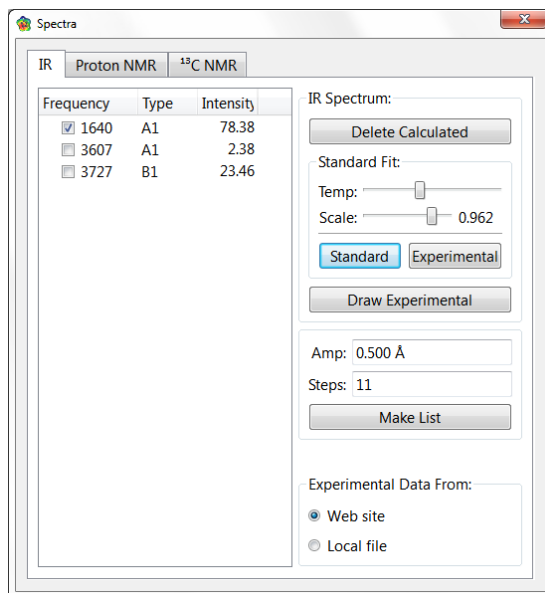 Spectra
IR Proton NMR ¹³C NMR
Frequency Type Intensity
1640 A1 78.38
3607 A1 2.38
3727 B1 23.46
IR Spectrum:
Delete Calculated
Standard Fit:
Temp:
Scale: 0.962
Standard Experimental
Draw Experimental
Amp: 0.500 Å
Steps: 11
Make List
Experimental Data From:
Web site
Local file